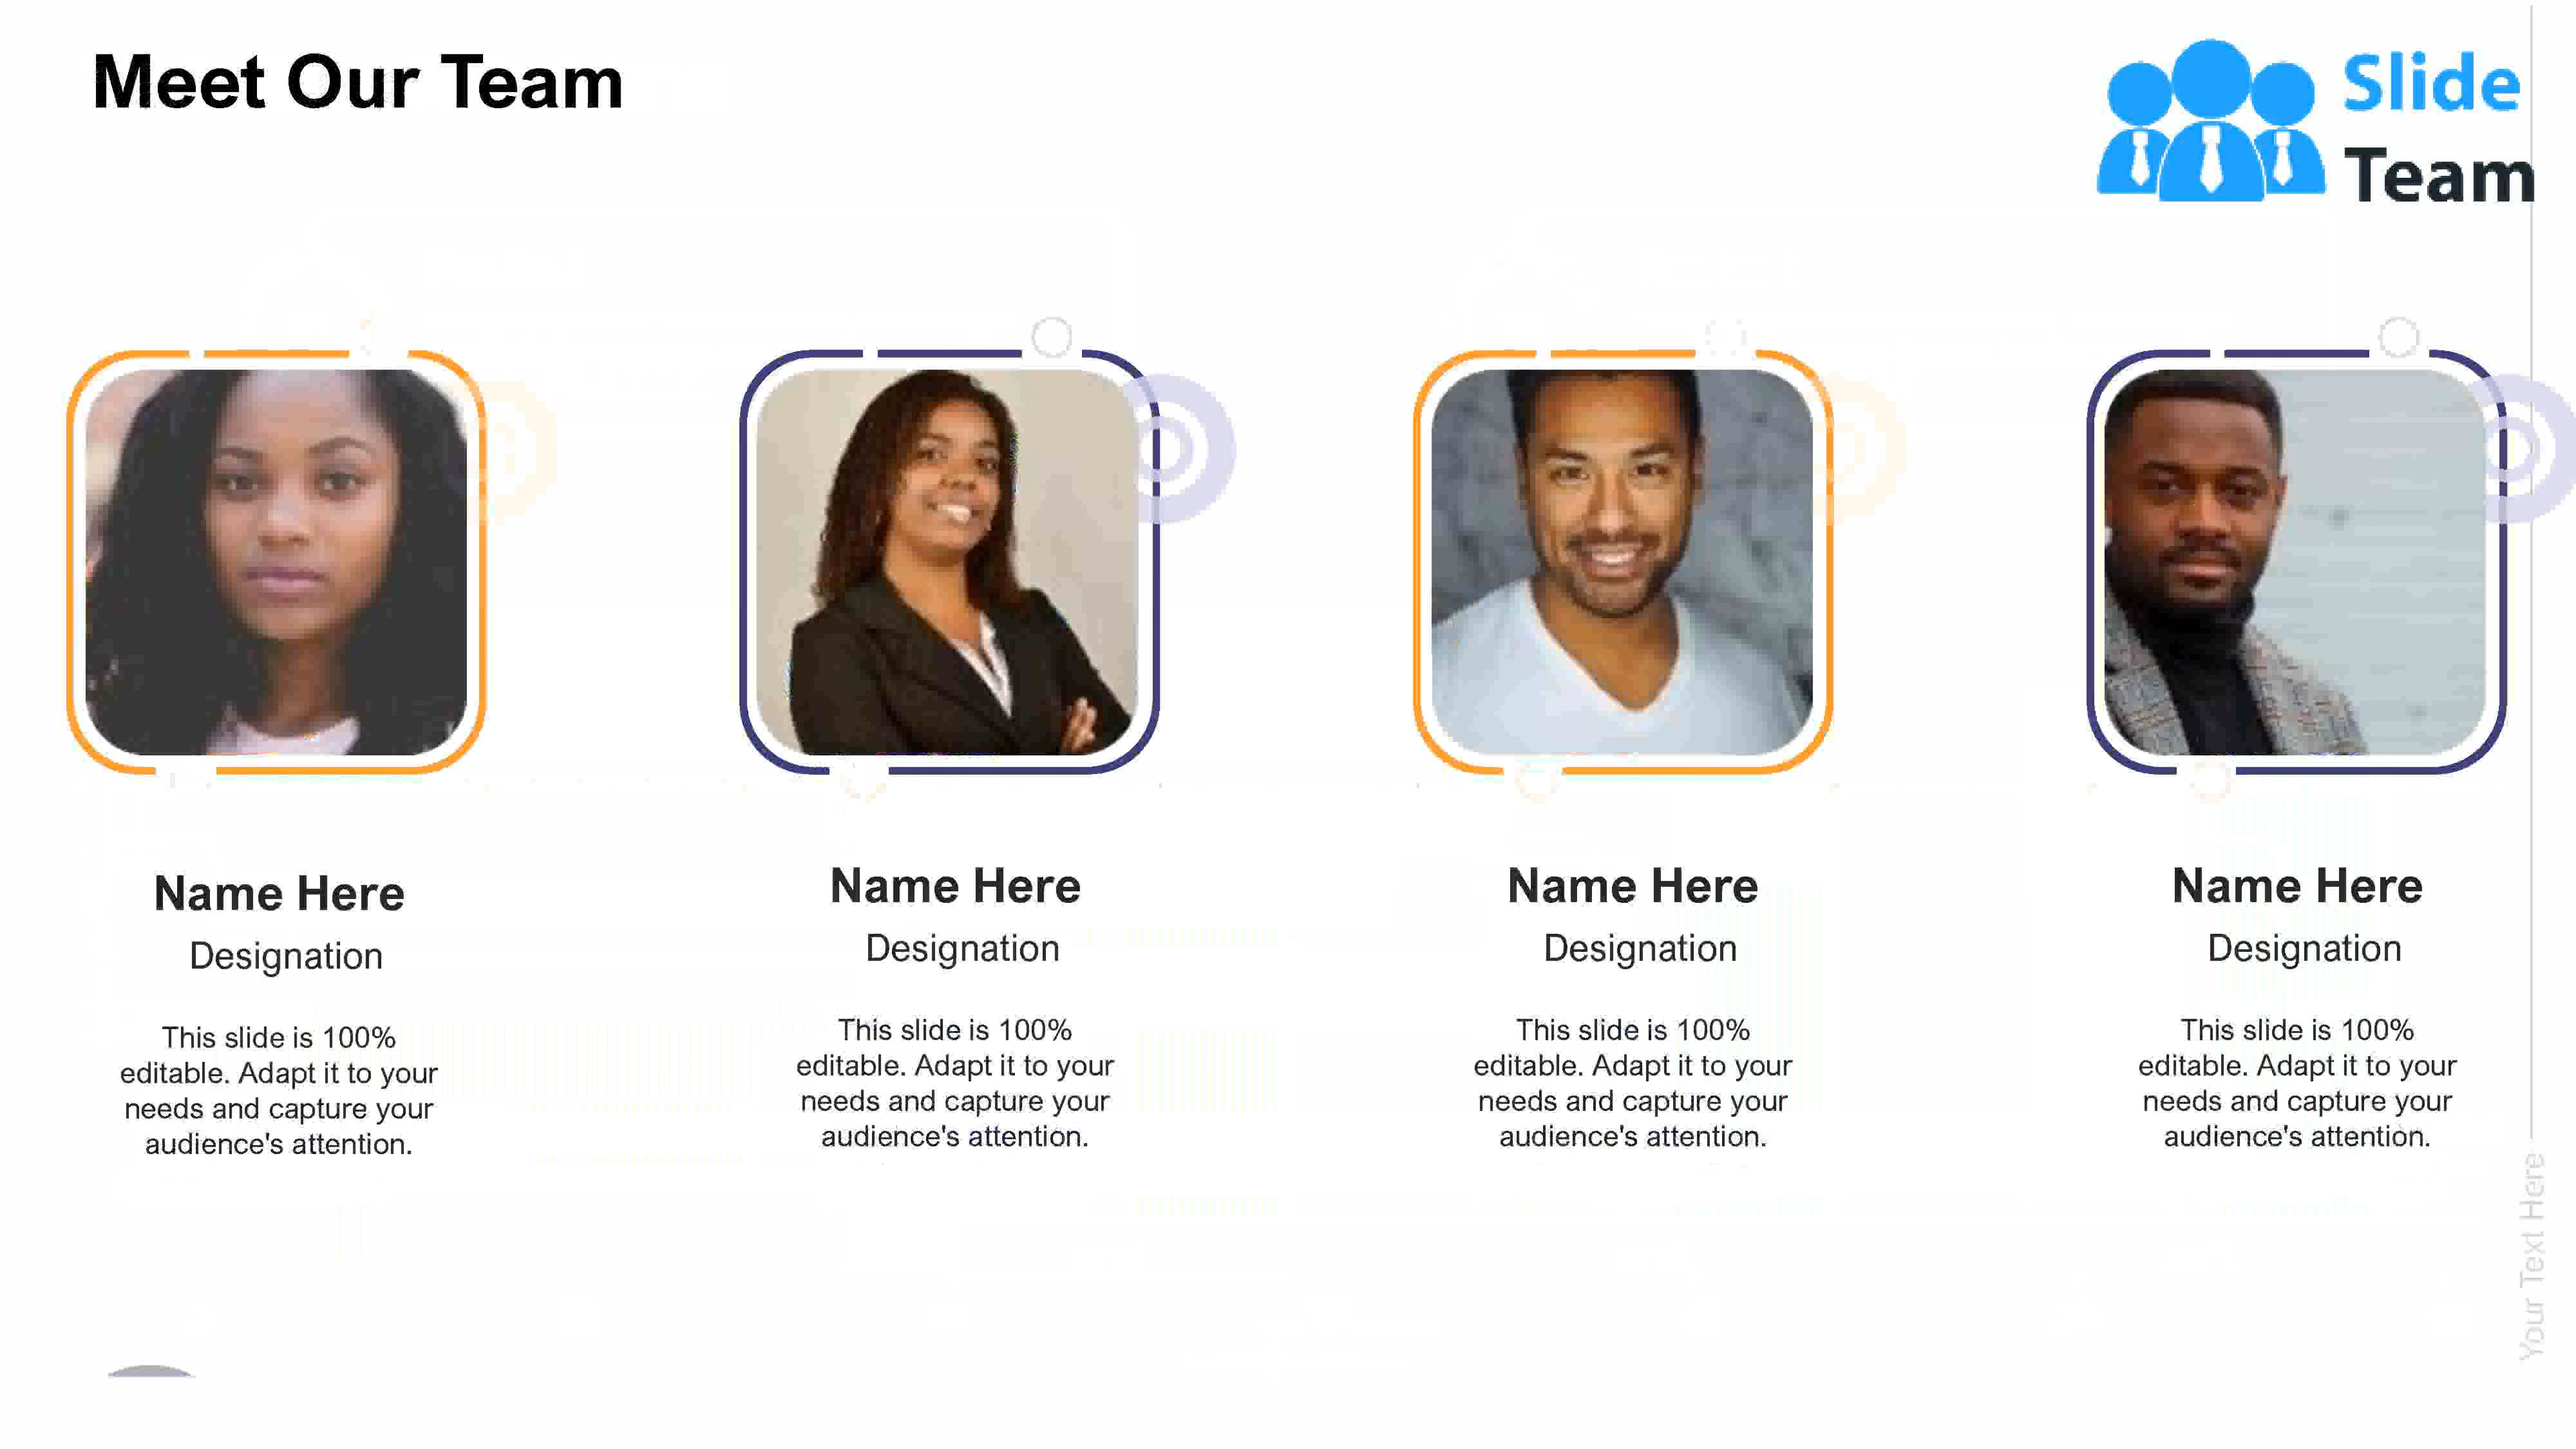 Meet Our Team
Slide
Team
Name Here
Designation
This slide is 100%
editable. Adapt it to your
needs and capture your
audience's attention.
Name Here
Designation
This slide is 100%
editable. Adapt it to your
needs and capture your
audience's attention.
Name Here
Designation
This slide is 100%
editable. Adapt it to your
needs and capture your
audience's attention.
Name Here
Designation
This slide is 100%
editable. Adapt it to your
needs and capture your
audience's attention.
Your Text Here